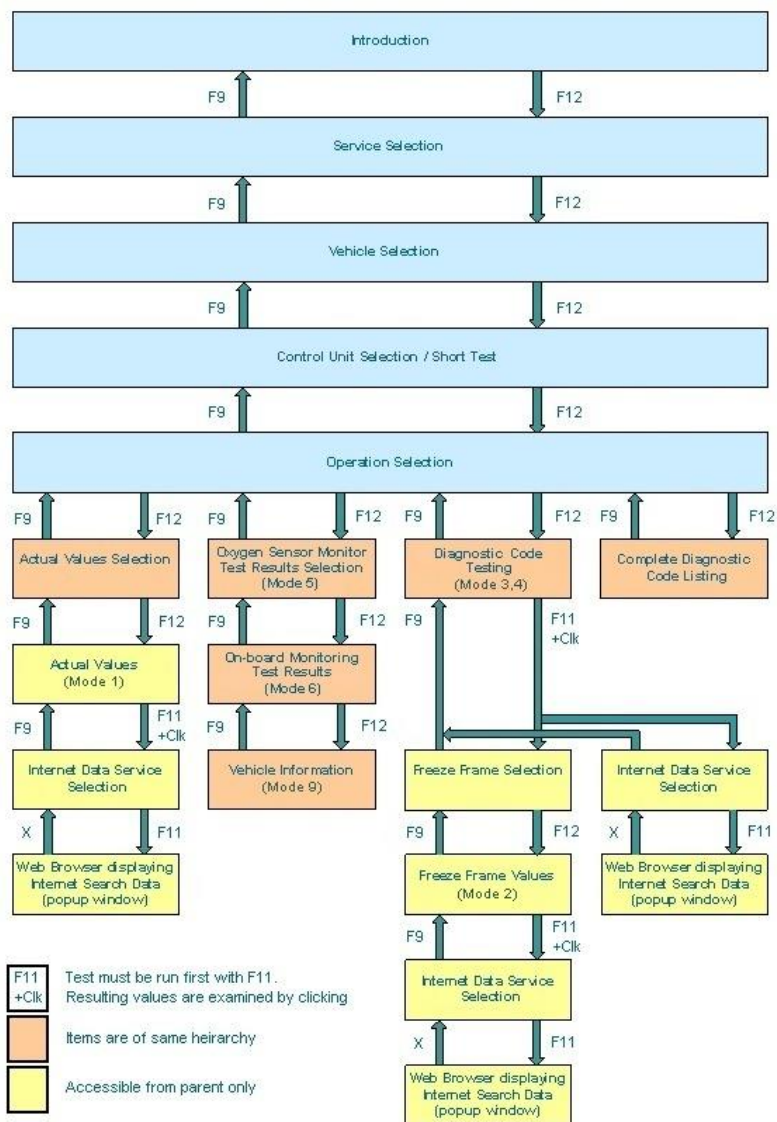 Introduction
F9
F12
Service Selection
F9
F12
Vehicle Selection
F9
F12
Control Unit Selection / Short Test
F9
F12
Operation Selection
F9
F12
F9
F12
F9
F12
F9
F12
Actual Values Selection
Oxygen Sensor Monitor
Test Results Selection
(Mode 5)
Diagnostic Code
Testing
(Mode 3,4)
Complete Diagnostic
Code Listing
F9
F12
F9
F12
F9
F11
+Clk
Actual Values
(Mode 1)
On-board Monitoring
Test Results
(Mode 6)
F9
F11
+Clk
F9
F12
Internet Data Service
Selection
Vehicle Information
(Mode 9)
Freeze Frame Selection
Internet Data Service
Selection
X
F11
F9
F12
X
F11
Web Browser displaying
Internet Search Data
(popup window)
Freeze Frame Values
(Mode 2)
Web Browser displaying
Internet Search Data
(popup window)
F9
F11
+Clk
Internet Data Service
Selection
X
F11
Web Browser displaying
Internet Search Data
(popup window)
F11
+Clk
Test must be run first with F11.
Resulting values are examined by clicking
Items are of same heirarchy
Accessible from parent only